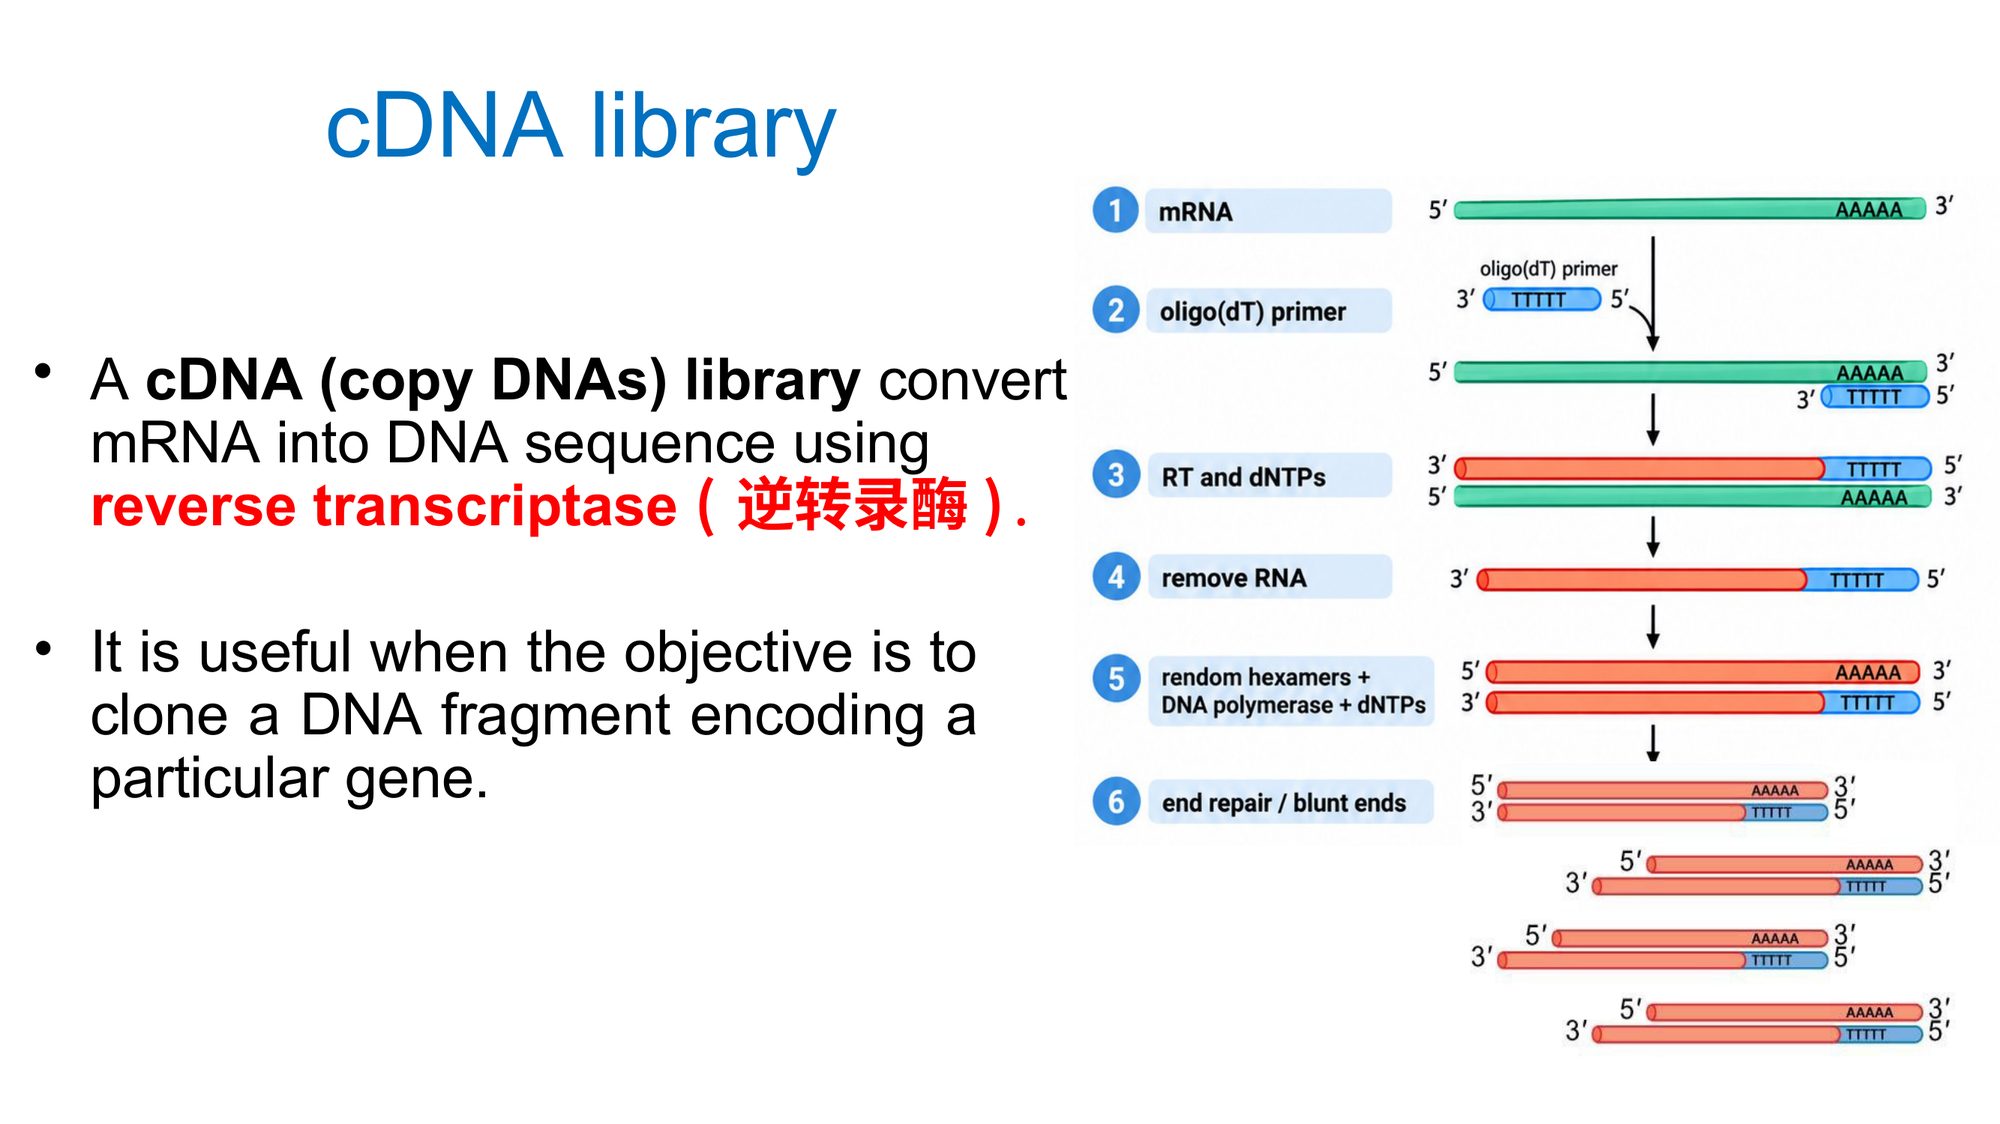 cDNA library
• A cDNA (copy DNAs) library convert
mRNA into DNA sequence using
reverse transcriptase ( 逆转录酶 ) .
• It is useful when the objective is to
clone a DNA fragment encoding a
particular gene.
1 mRNA
5′ AAAAA 3′
oligo(dT) primer
2 oligo(dT) primer
3′ TTTTT 5′
5′ AAAAA 3′
3′ TTTTT 5′
3 RT and dNTPs
3′ TTTTT 5′
5′ AAAAA 3′
4 remove RNA
3′ TTTTT 5′
5 rendom hexamers +
DNA polymerase + dNTPs
5′ AAAAA 3′
3′ TTTTT 5′
6 end repair / blunt ends
5′ AAAAA 3′
3′ TTTTT 5′
5′ AAAAA 3′
3′ TTTTT 5′
5′ AAAAA 3′
3′ TTTTT 5′
5′ AAAAA 3′
3′ TTTTT 5′